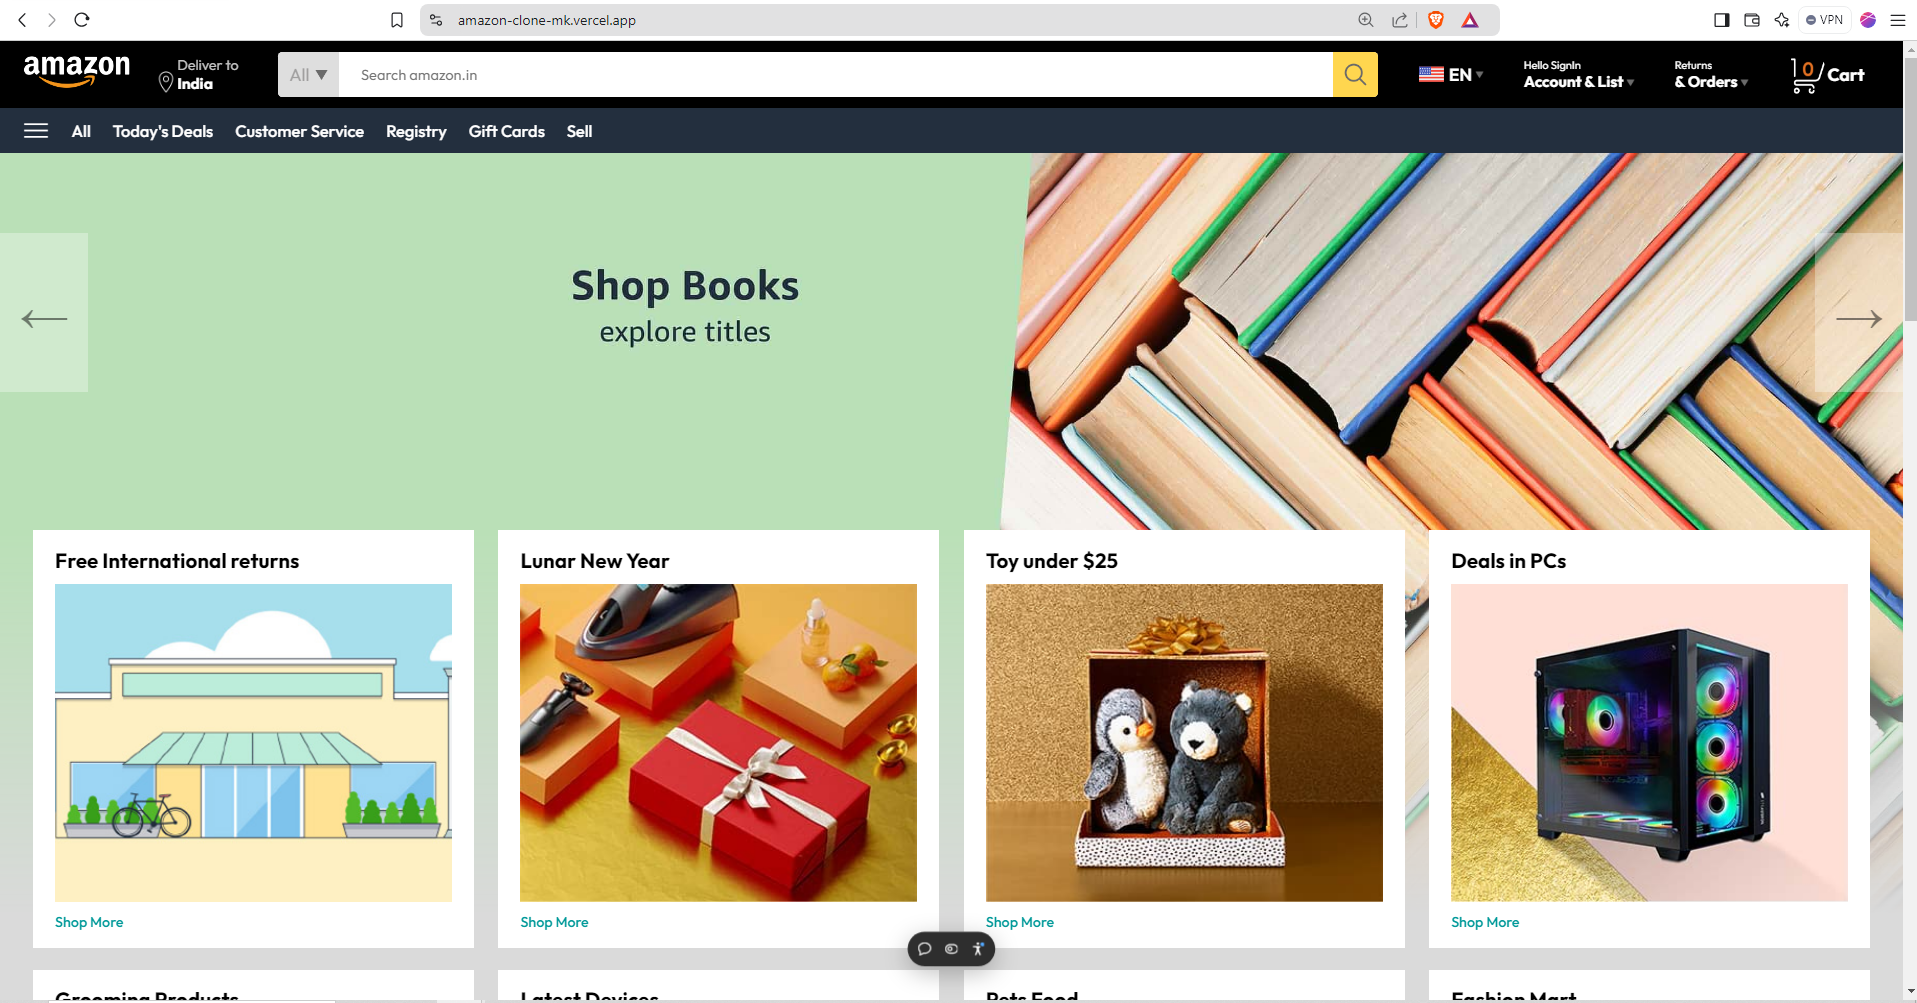 amazon-clone-mk.vercel.app
VPN
amazon
Deliver to
India
All ▼
Search amazon.in
EN
Hello SignIn
Account & List
Returns
& Orders
0
Cart
All
Today's Deals
Customer Service
Registry
Gift Cards
Sell
Shop Books
explore titles
Free International returns
Lunar New Year
Toy under $25
Deals in PCs
Shop More
Shop More
Shop More
Shop More
Grooming Products
Latest Devices
Pets Food
Fashion Mart